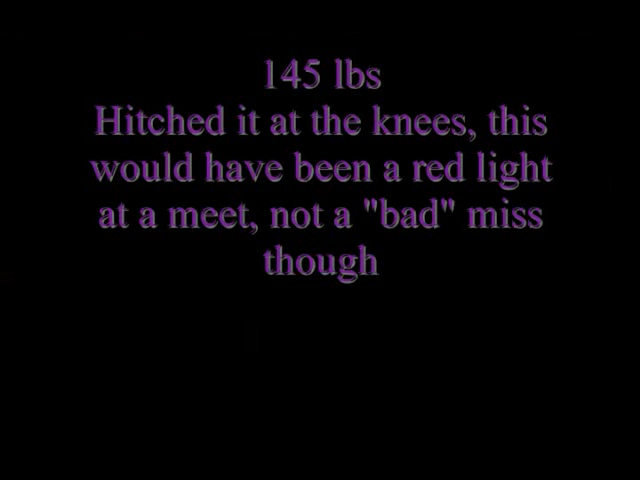 145 lbs
Hitched it at the knees, this
would have been a red light
at a meet, not a "bad" miss
though